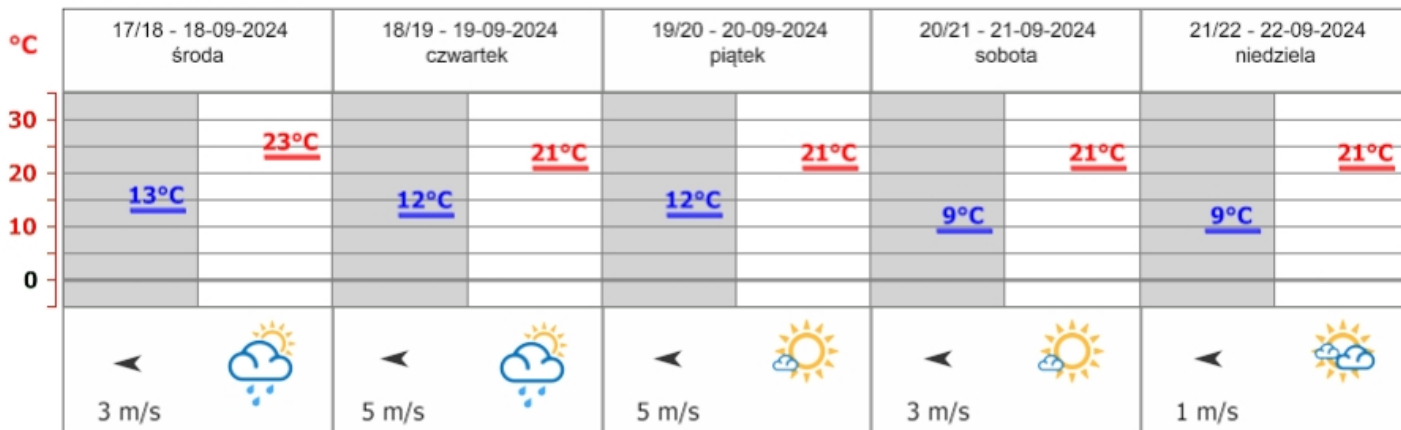 °C
17/18 - 18-09-2024
środa
18/19 - 19-09-2024
czwartek
19/20 - 20-09-2024
piątek
20/21 - 21-09-2024
sobota
21/22 - 22-09-2024
niedziela
30
20
10
0
23°C
21°C
21°C
21°C
21°C
13°C
12°C
12°C
9°C
9°C
3 m/s
5 m/s
5 m/s
3 m/s
1 m/s